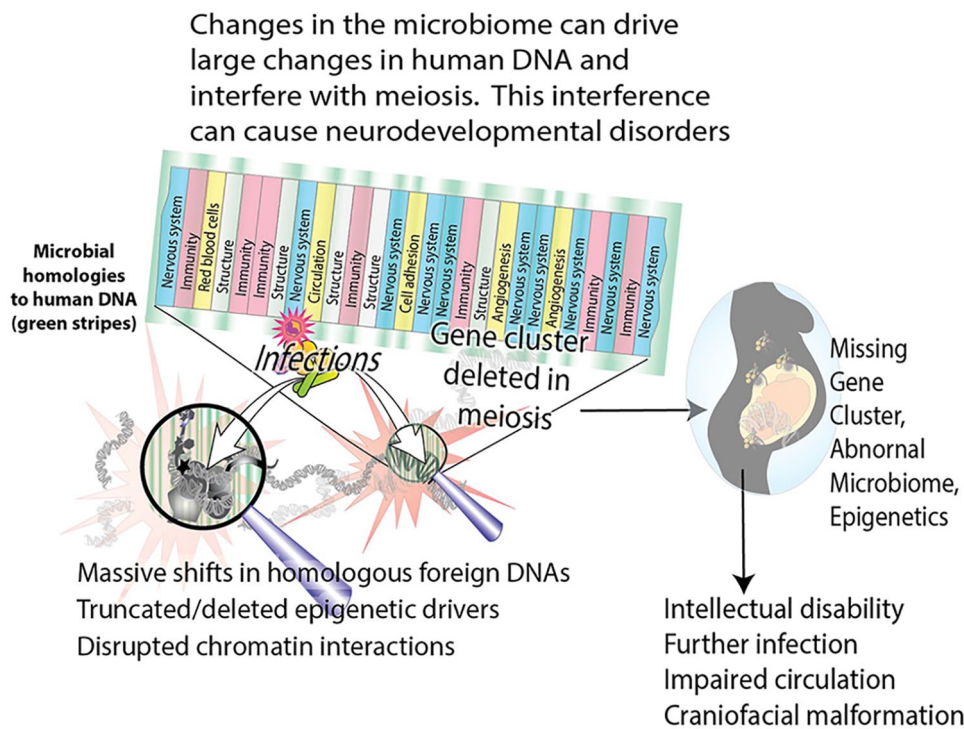 Changes in the microbiome can drive
large changes in human DNA and
interfere with meiosis.  This interference
can cause neurodevelopmental disorders
Microbial
homologies
to human DNA
(green stripes)
Nervous system
Immunity
Red blood cells
Structure
Immunity
Immunity
Structure
Nervous system
Circulation
Structure
Immunity
Structure
Nervous system
Cell adhesion
Nervous system
Nervous system
Immunity
Structure
Angiogenesis
Nervous system
Nervous system
Angiogenesis
Nervous system
Immunity
Nervous system
Immunity
Nervous system
Infections
Gene cluster
deleted in
meiosis
Missing
Gene
Cluster,
Abnormal
Microbiome,
Epigenetics
Massive shifts in homologous foreign DNAs
Truncated/deleted epigenetic drivers
Disrupted chromatin interactions
Intellectual disability
Further infection
Impaired circulation
Craniofacial malformation